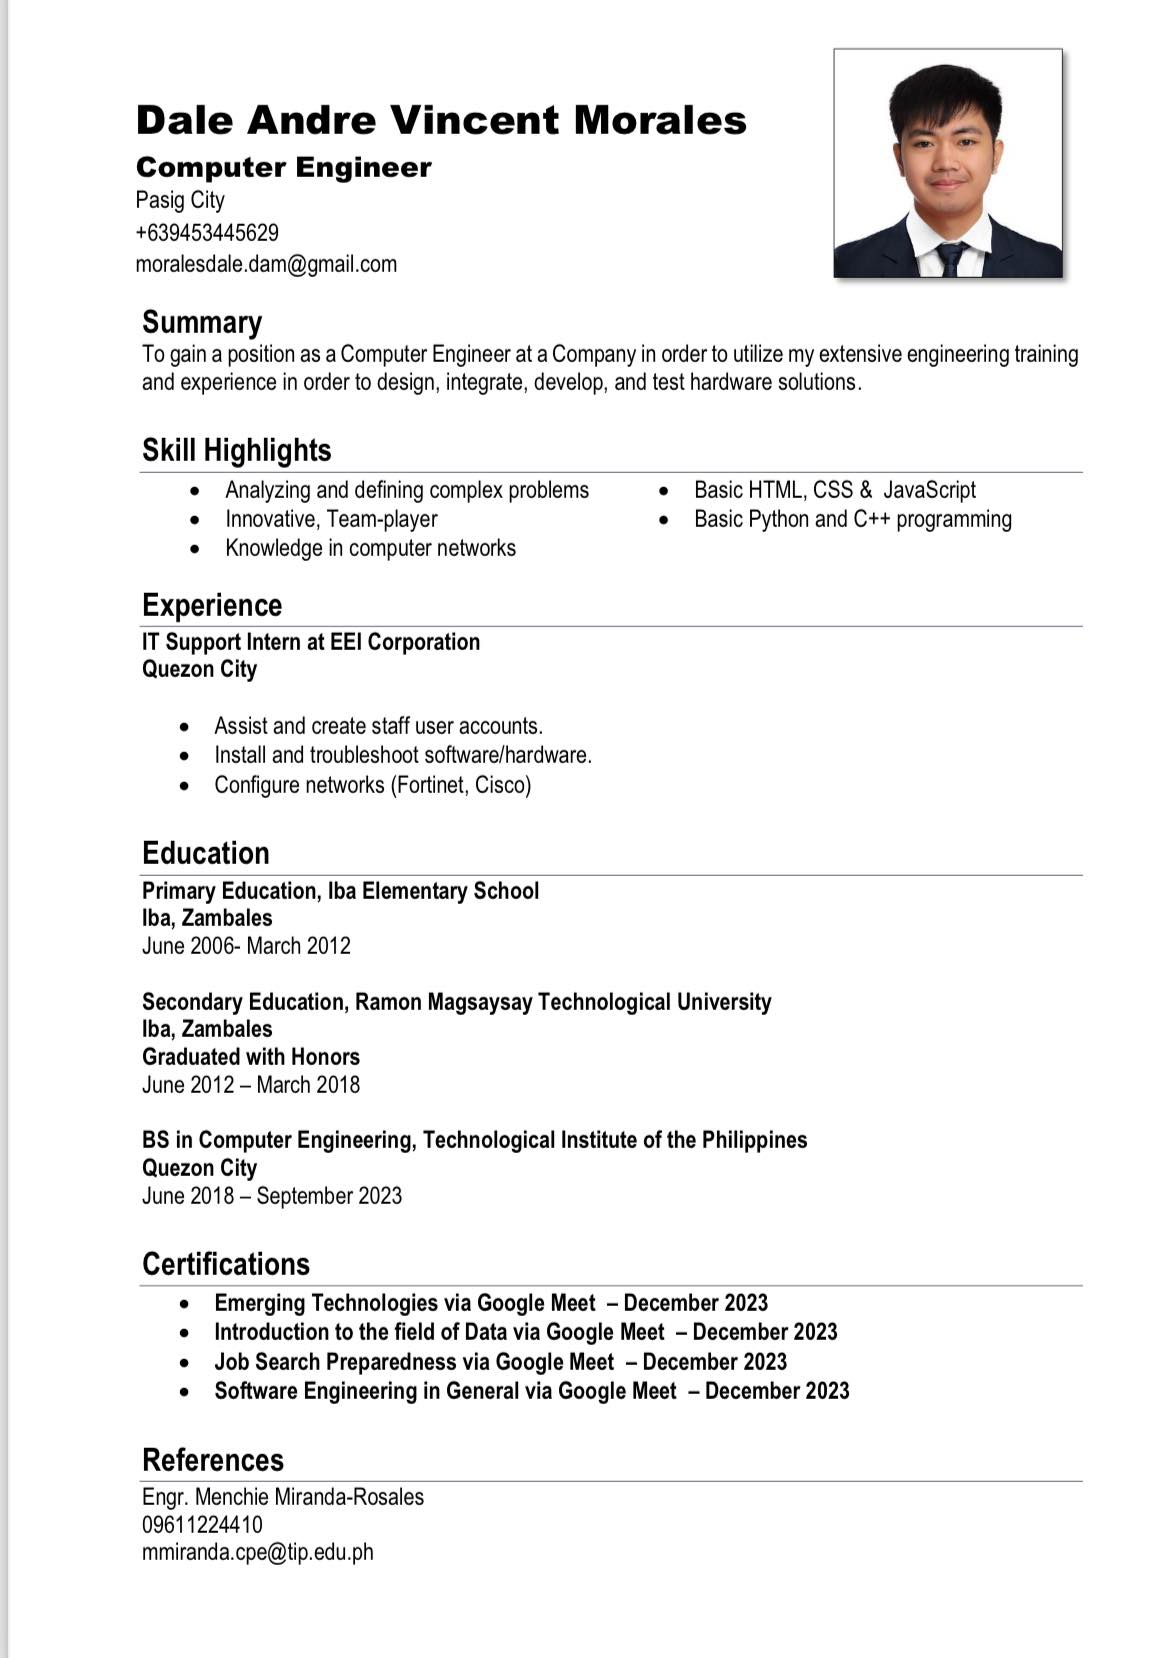 Dale Andre Vincent Morales
Computer Engineer
Pasig City
+639453445629
moralesdale.dam@gmail.com
Summary
To gain a position as a Computer Engineer at a Company in order to utilize my extensive engineering training
and experience in order to design, integrate, develop, and test hardware solutions.
Skill Highlights
• Analyzing and defining complex problems
• Innovative, Team-player
• Knowledge in computer networks
• Basic HTML, CSS & JavaScript
• Basic Python and C++ programming
Experience
IT Support Intern at EEI Corporation
Quezon City
• Assist and create staff user accounts.
• Install and troubleshoot software/hardware.
• Configure networks (Fortinet, Cisco)
Education
Primary Education, Iba Elementary School
Iba, Zambales
June 2006- March 2012
Secondary Education, Ramon Magsaysay Technological University
Iba, Zambales
Graduated with Honors
June 2012 – March 2018
BS in Computer Engineering, Technological Institute of the Philippines
Quezon City
June 2018 – September 2023
Certifications
• Emerging Technologies via Google Meet – December 2023
• Introduction to the field of Data via Google Meet – December 2023
• Job Search Preparedness via Google Meet – December 2023
• Software Engineering in General via Google Meet – December 2023
References
Engr. Menchie Miranda-Rosales
09611224410
mmiranda.cpe@tip.edu.ph